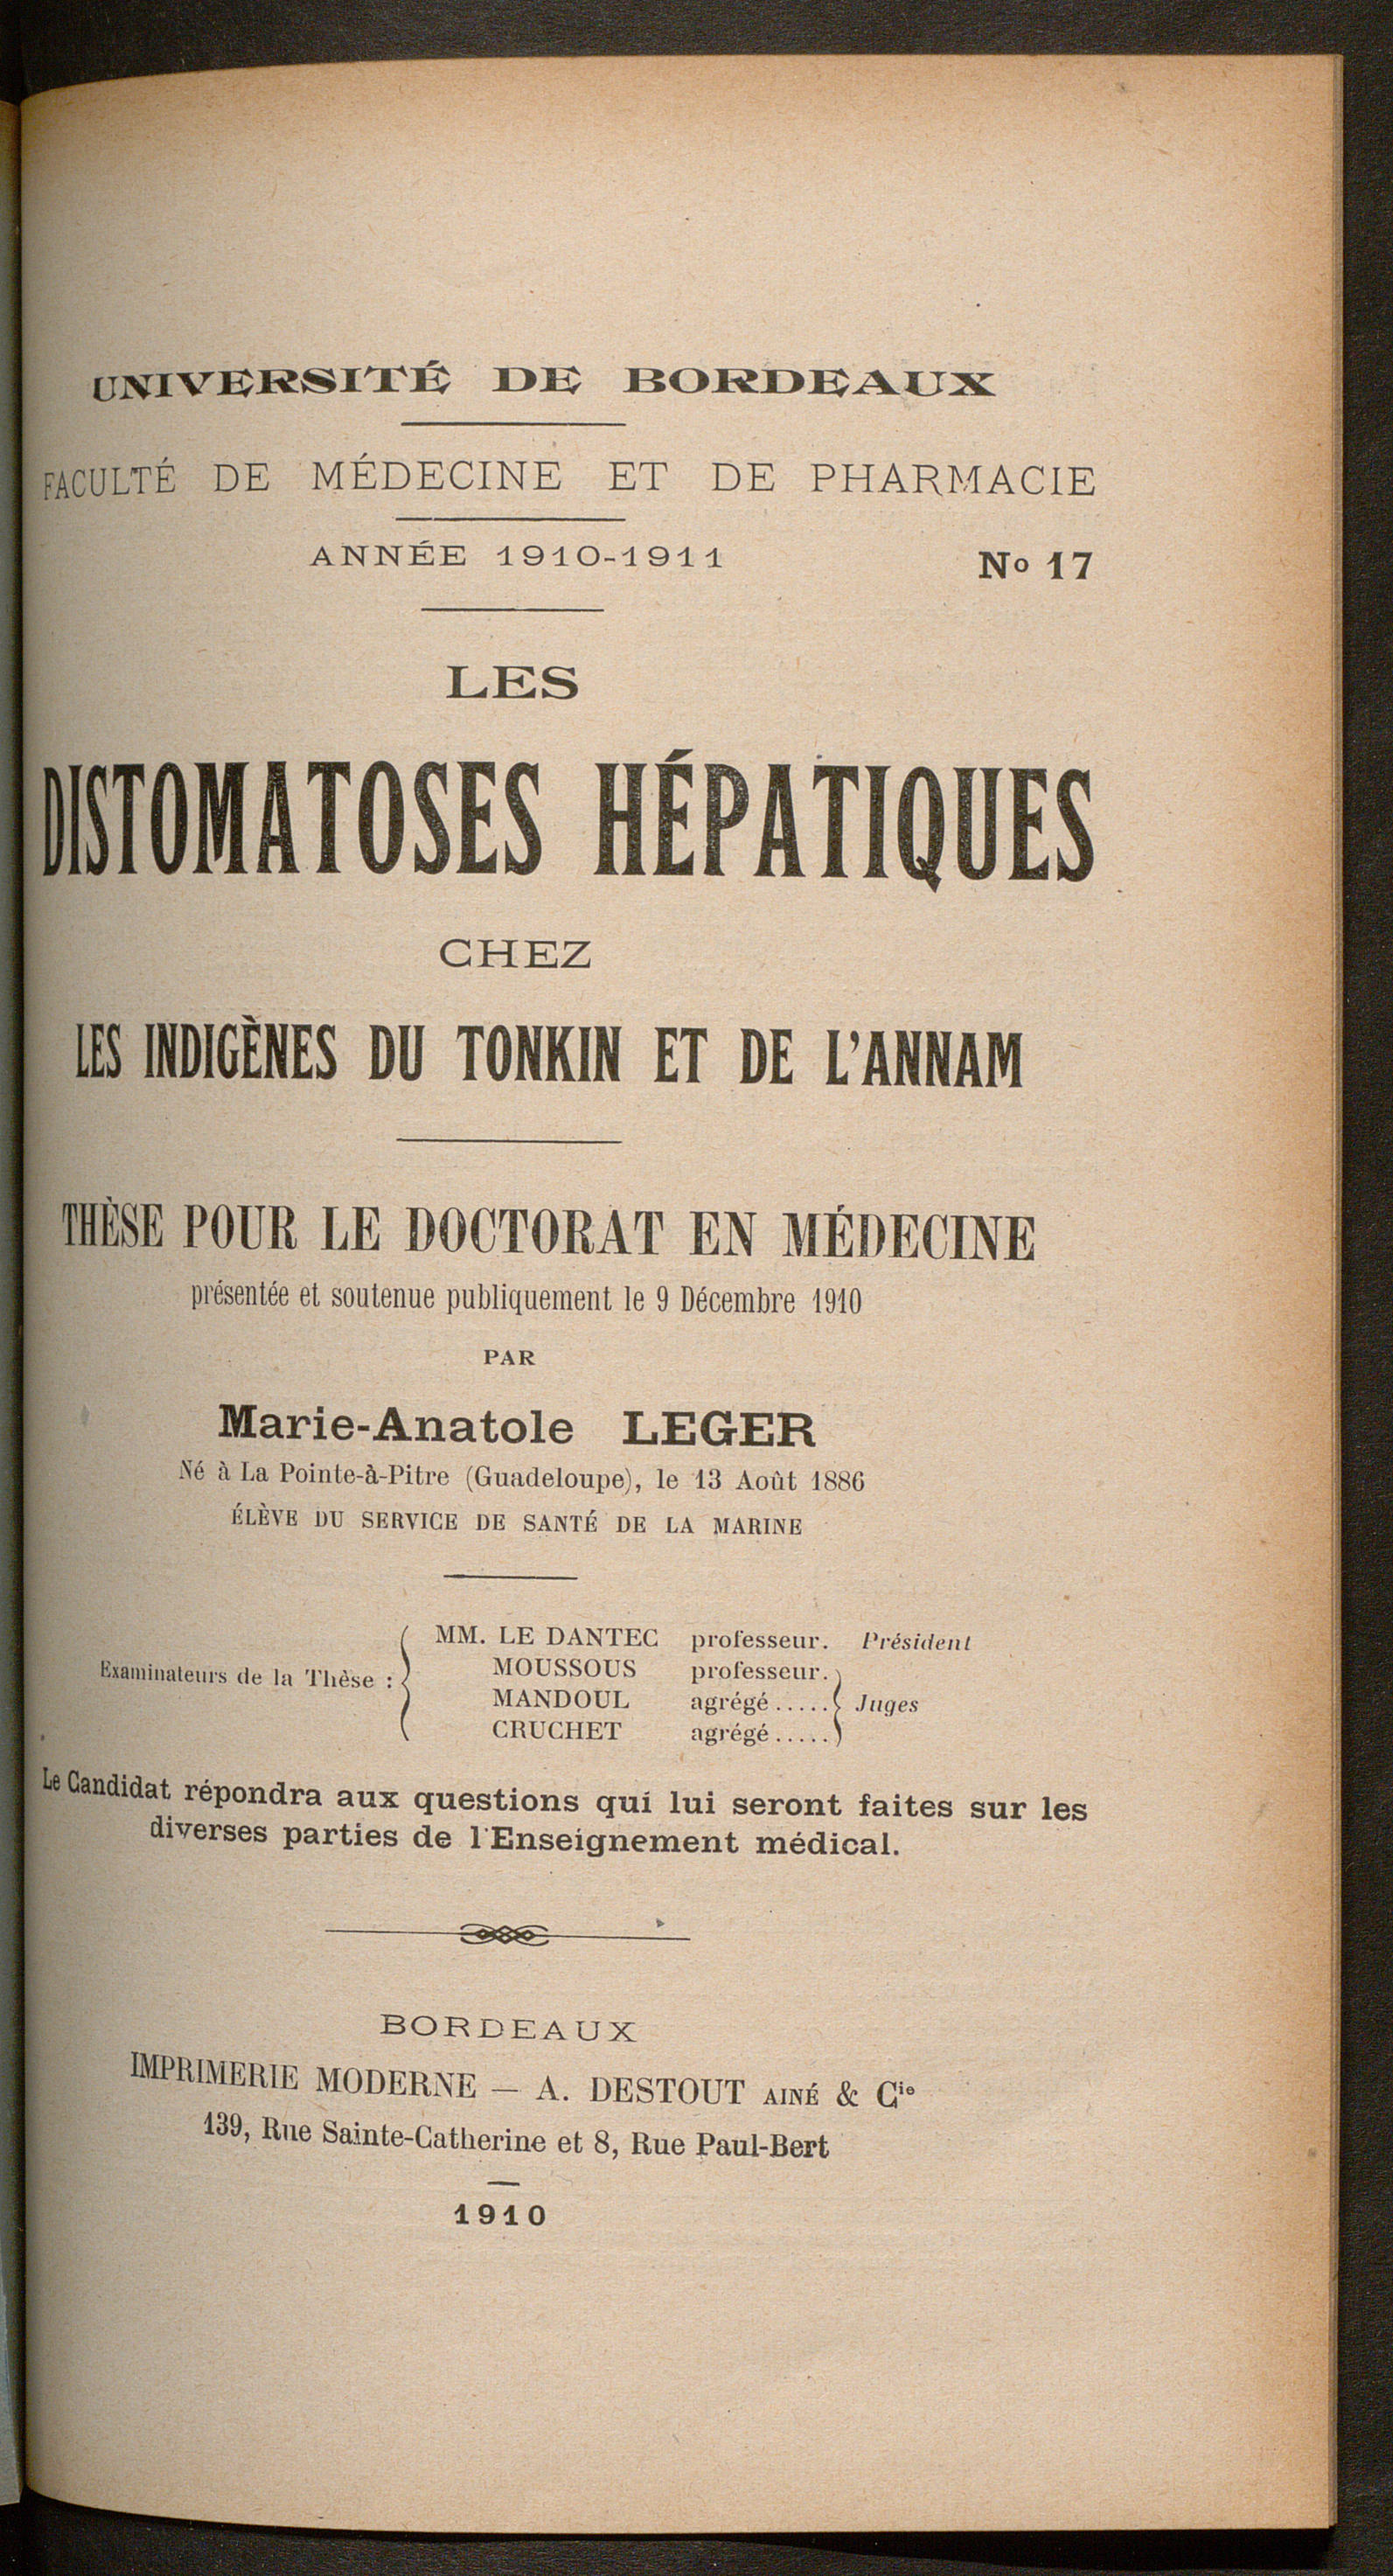 UNIVERSITÉ DE BORDEAUX
FACULTÉ DE MÉDECINE ET DE PHARMACIE
ANNÉE 1910-1911 No 17
LES
DISTOMATOSES HÉPATIQUES
CHEZ
LES INDIGÈNES DU TONKIN ET DE L'ANNAM
THÈSE POUR LE DOCTORAT EN MÉDECINE
présentée et soutenue publiquement le 9 Décembre 1910
PAR
Marie-Anatole LEGER
Né à La Pointe-à-Pitre (Guadeloupe), le 13 Août 1886
ÉLÈVE DU SERVICE DE SANTÉ DE LA MARINE
Examinateurs de la Thèse :
MM. LE DANTEC professeur. Président
MOUSSOUS professeur.
MANDOUL agrégé..... Juges
CRUCHET agrégé.....
Le Candidat répondra aux questions qui lui seront faites sur les
diverses parties de l'Enseignement médical.
BORDEAUX
IMPRIMERIE MODERNE — A. DESTOUT AINÉ & Cie
139, Rue Sainte-Catherine et 8, Rue Paul-Bert
1910